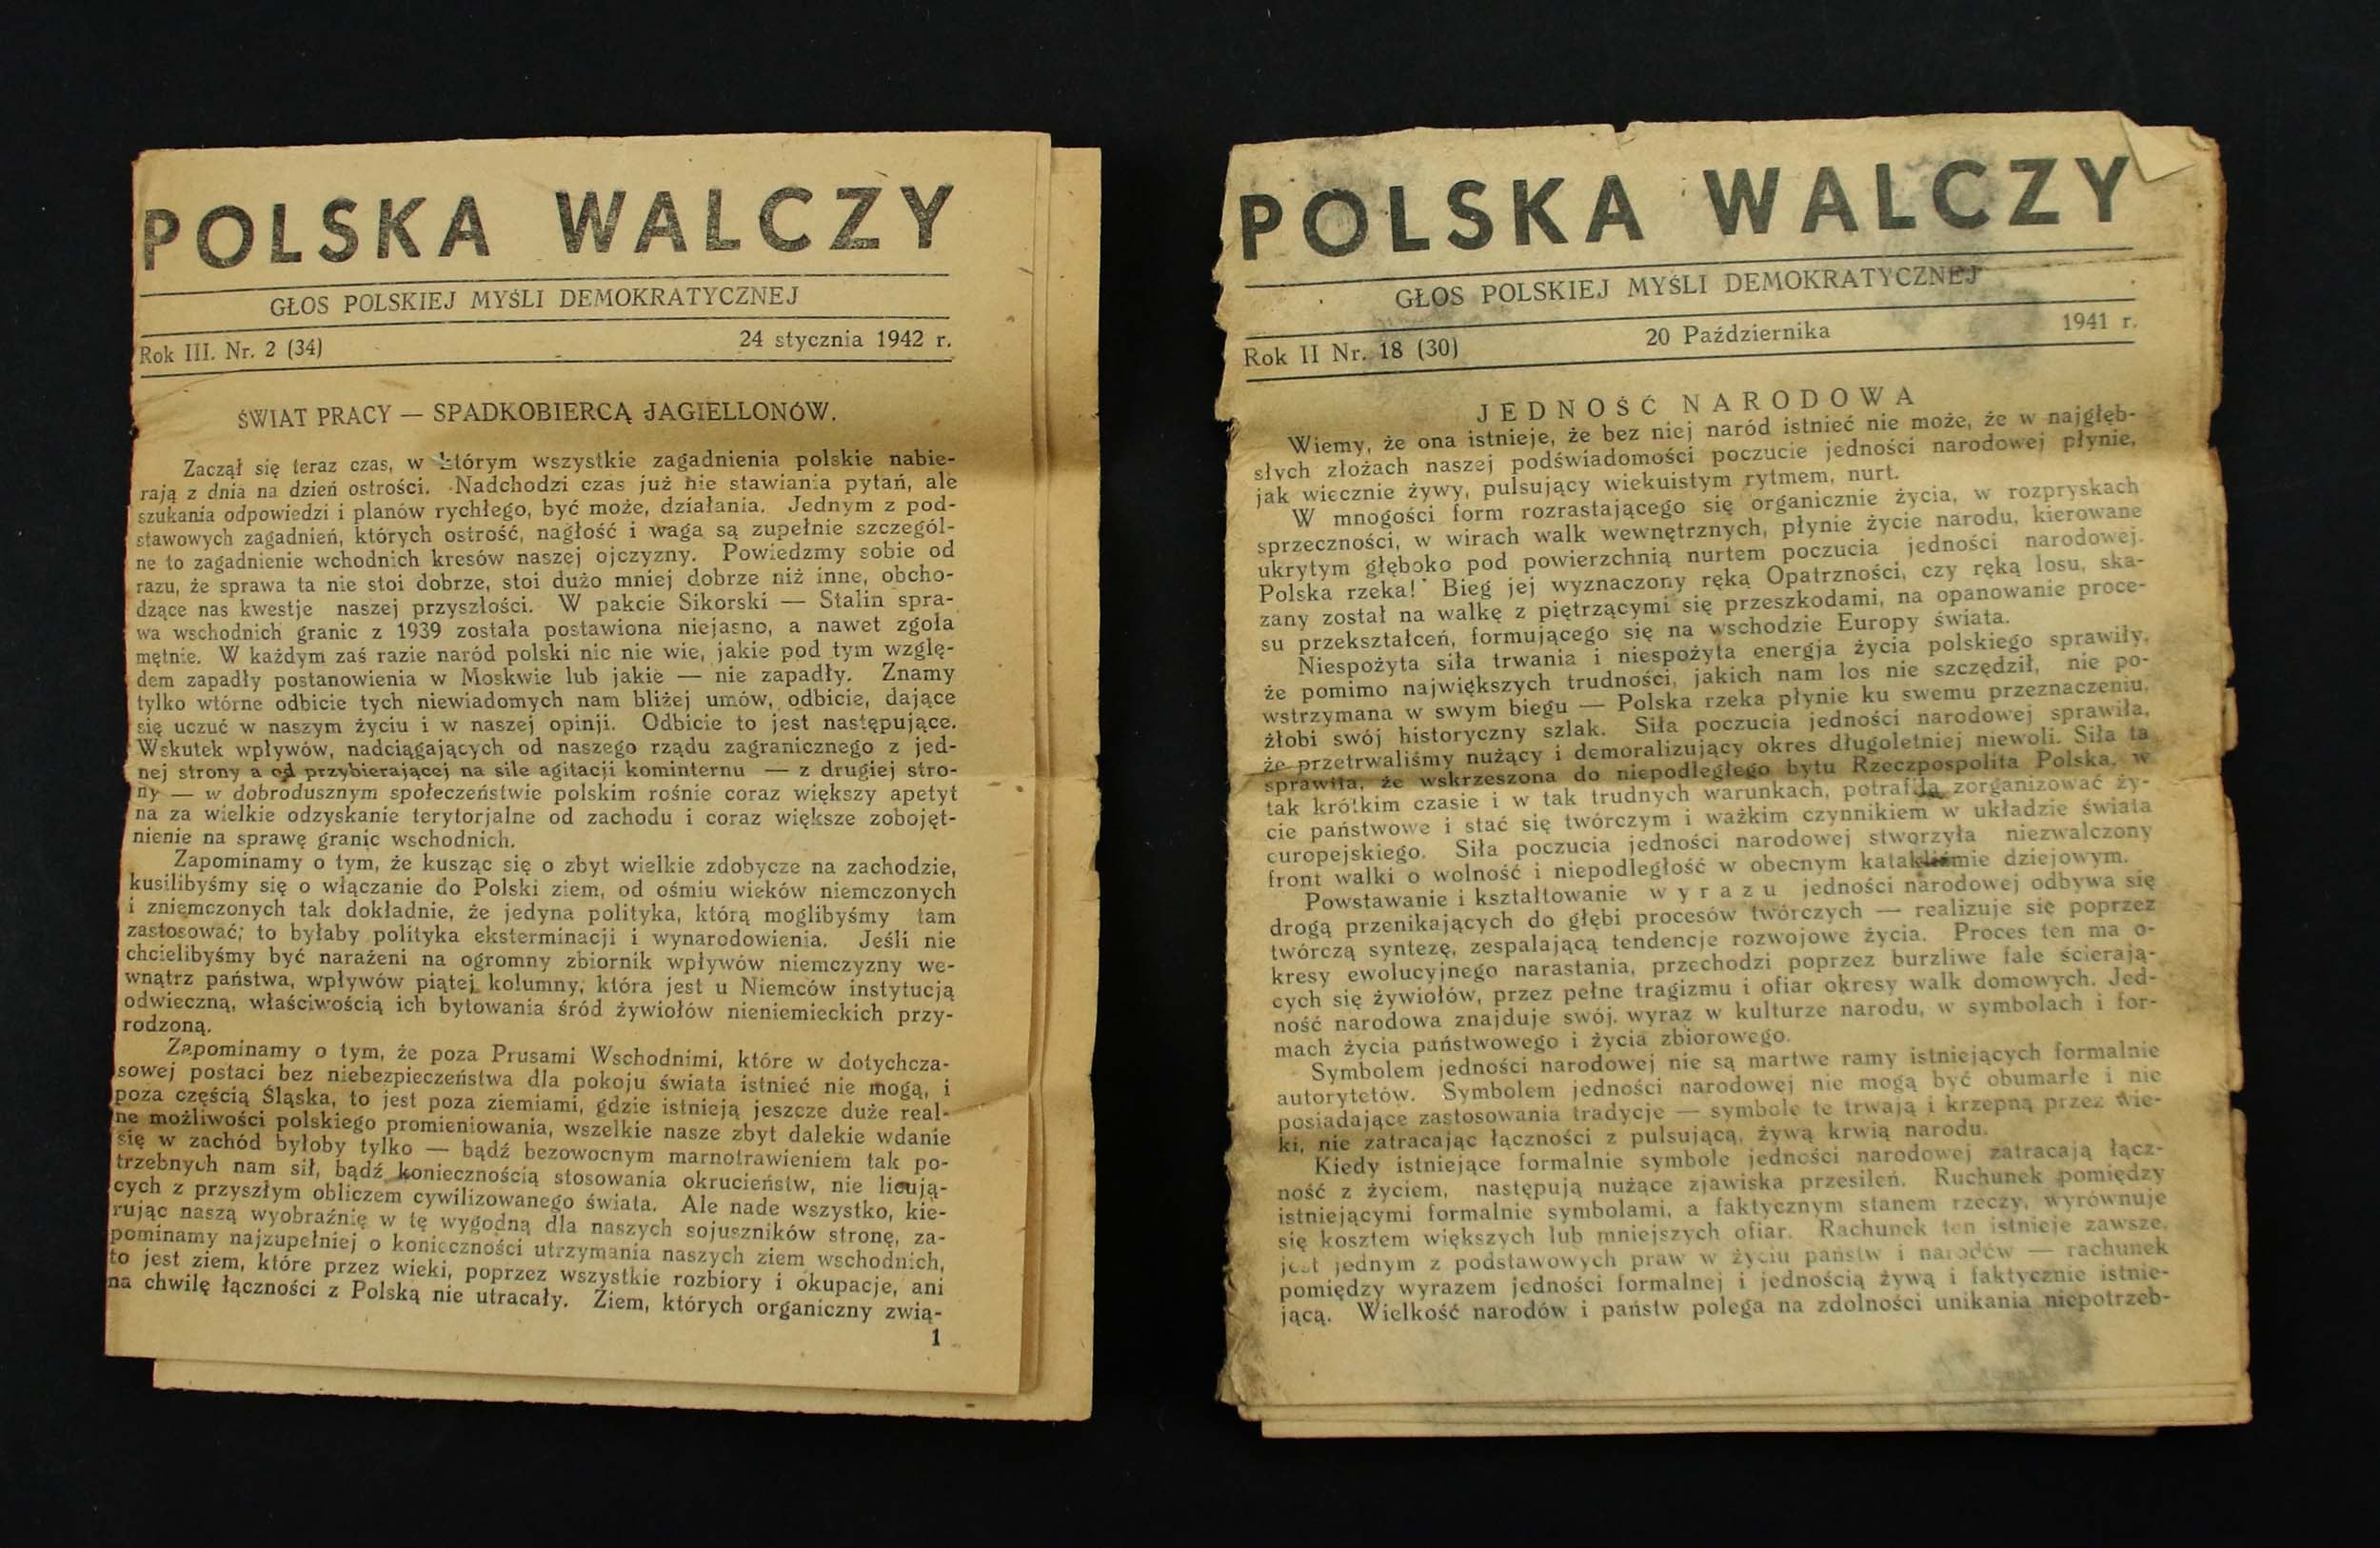 POLSKA WALCZY
GŁOS POLSKIEJ MYŚLI DEMOKRATYCZNEJ
Rok III. Nr. 2 (34) 24 stycznia 1942 r.
ŚWIAT PRACY — SPADKOBIERCĄ JAGIELLONÓW.
Zaczął się teraz czas, w którym wszystkie zagadnienia polskie nabie-
rają z dnia na dzień ostrości. Nadchodzi czas już nie stawiania pytań, ale
szukania odpowiedzi i planów rychłego, być może, działania. Jednym z pod-
stawowych zagadnień, których ostrość, nagłość i waga są zupełnie szczegól-
ne to zagadnienie wchodnich kresów naszej ojczyzny. Powiedzmy sobie od
razu, że sprawa ta nie stoi dobrze, stoi dużo mniej dobrze niż inne, obcho-
dzące nas kwestje naszej przyszłości. W pakcie Sikorski — Stalin spra-
wa wschodnich granic z 1939 została postawiona niejasno, a nawet zgoła
mętnie. W każdym zaś razie naród polski nic nie wie, jakie pod tym wzglę-
dem zapadły postanowienia w Moskwie lub jakie — nie zapadły. Znamy
tylko wtórne odbicie tych niewiadomych nam bliżej umów, odbicie, dające
się uczuć w naszym życiu i w naszej opinji. Odbicie to jest następujące.
Wskutek wpływów, nadciągających od naszego rządu zagranicznego z jed-
nej strony a od przybierającej na sile agitacji kominternu — z drugiej stro-
ny — w dobrodusznym społeczeństwie polskim rośnie coraz większy apetyt
na za wielkie odzyskanie terytorjalne od zachodu i coraz większe zobojęt-
nienie na sprawę granic wschodnich.
Zapominamy o tym, że kusząc się o zbyt wielkie zdobycze na zachodzie,
kusilibyśmy się o włączanie do Polski ziem, od ośmiu wieków niemczonych
i zniemczonych tak dokładnie, że jedyna polityka, którą moglibyśmy tam
zastosować; to byłaby polityka eksterminacji i wynarodowienia. Jeśli nie
chcielibyśmy być narażeni na ogromny zbiornik wpływów niemczyzny we-
wnątrz państwa, wpływów piątej kolumny, która jest u Niemców instytucją
odwieczną, właściwością ich bytowania śród żywiołów nieniemieckich przy-
rodzoną.
Zapominamy o tym, że poza Prusami Wschodnimi, które w dotychcza-
sowej postaci bez niebezpieczeństwa dla pokoju świata istnieć nie mogą, i
poza częścią Śląska, to jest poza ziemiami, gdzie istnieją jeszcze duże real-
ne możliwości polskiego promieniowania, wszelkie nasze zbyt dalekie wdanie
się w zachód byłoby tylko — bądź bezowocnym marnotrawieniem tak po-
trzebnych nam sił, bądź koniecznością stosowania okrucieństw, nie licują-
cych z przyszłym obliczem cywilizowanego świata. Ale nade wszystko, kie-
rując naszą wyobraźnię w tę wygodną dla naszych sojuszników stronę, za-
pominamy najzupełniej o konieczności utrzymania naszych ziem wschodnich,
to jest ziem, które przez wieki, poprzez wszystkie rozbiory i okupacje, ani
na chwilę łączności z Polską nie utracały. Ziem, których organiczny zwią-
1
POLSKA WALCZY
GŁOS POLSKIEJ MYŚLI DEMOKRATYCZNEJ
Rok II Nr. 18 (30) 20 Października 1941 r.
JEDNOŚĆ NARODOWA
Wiemy, że ona istnieje, że bez niej naród istnieć nie może, że w najgłęb-
słych złożach naszej podświadomości poczucie jedności narodowej płynie,
jak wiecznie żywy, pulsujący wiekuistym rytmem, nurt.
W mnogości form rozrastającego się organicznie życia, w rozpryskach
sprzeczności, w wirach walk wewnętrznych, płynie życie narodu, kierowane
ukrytym głęboko pod powierzchnią nurtem poczucia jedności narodowej.
Polska rzeka! Bieg jej wyznaczony ręką Opatrzności, czy ręką losu, ska-
zany został na walkę z piętrzącymi się przeszkodami, na opanowanie proce-
su przekształceń, formującego się na wschodzie Europy świata.
Niespożyta siła trwania i niespożyta energja życia polskiego sprawiły,
że pomimo największych trudności, jakich nam los nie szczędził, nie po-
wstrzymana w swym biegu — Polska rzeka płynie ku swemu przeznaczeniu,
żłobi swój historyczny szlak. Siła poczucia jedności narodowej sprawiła,
że przetrwaliśmy nużący i demoralizujący okres długoletniej niewoli. Siła ta
sprawiła, że wskrzeszona do niepodległego bytu Rzeczpospolita Polska, w
tak krótkim czasie i w tak trudnych warunkach, potrafiła zorganizować ży-
cie państwowe i stać się twórczym i ważkim czynnikiem w układzie świata
europejskiego. Siła poczucia jedności narodowej stworzyła niezwalczony
front walki o wolność i niepodległość w obecnym kataklizmie dziejowym.
Powstawanie i kształtowanie wyrazu jedności narodowej odbywa się
drogą przenikających do głębi procesów twórczych — realizuje się poprzez
twórczą syntezę, zespalającą tendencje rozwojowe życia. Proces ten ma o-
kresy ewolucyjnego narastania, przechodzi poprzez burzliwe fale ścierają-
cych się żywiołów, przez pełne tragizmu i ofiar okresy walk domowych. Jed-
ność narodowa znajduje swój wyraz w kulturze narodu, w symbolach i for-
mach życia państwowego i życia zbiorowego.
Symbolem jedności narodowej nie są martwe ramy istniejących formalnie
autorytetów. Symbolem jedności narodowej nie mogą być obumarłe i nie
posiadające zastosowania tradycje — symbole te trwają i krzepną przez wie-
ki, nie zatracając łączności z pulsującą, żywą krwią narodu.
Kiedy istniejące formalnie symbole jedności narodowej zatracają łącz-
ność z życiem, następują nużące zjawiska przesileń. Ruchunek pomiędzy
istniejącymi formalnie symbolami, a faktycznym stanem rzeczy, wyrównuje
się kosztem większych lub mniejszych ofiar. Rachunek ten istnieje zawsze,
jest jednym z podstawowych praw w życiu państw i narodów — rachunek
pomiędzy wyrazem jedności formalnej i jednością żywą i faktycznie istnie-
jącą. Wielkość narodów i państw polega na zdolności unikania niepotrzeb-